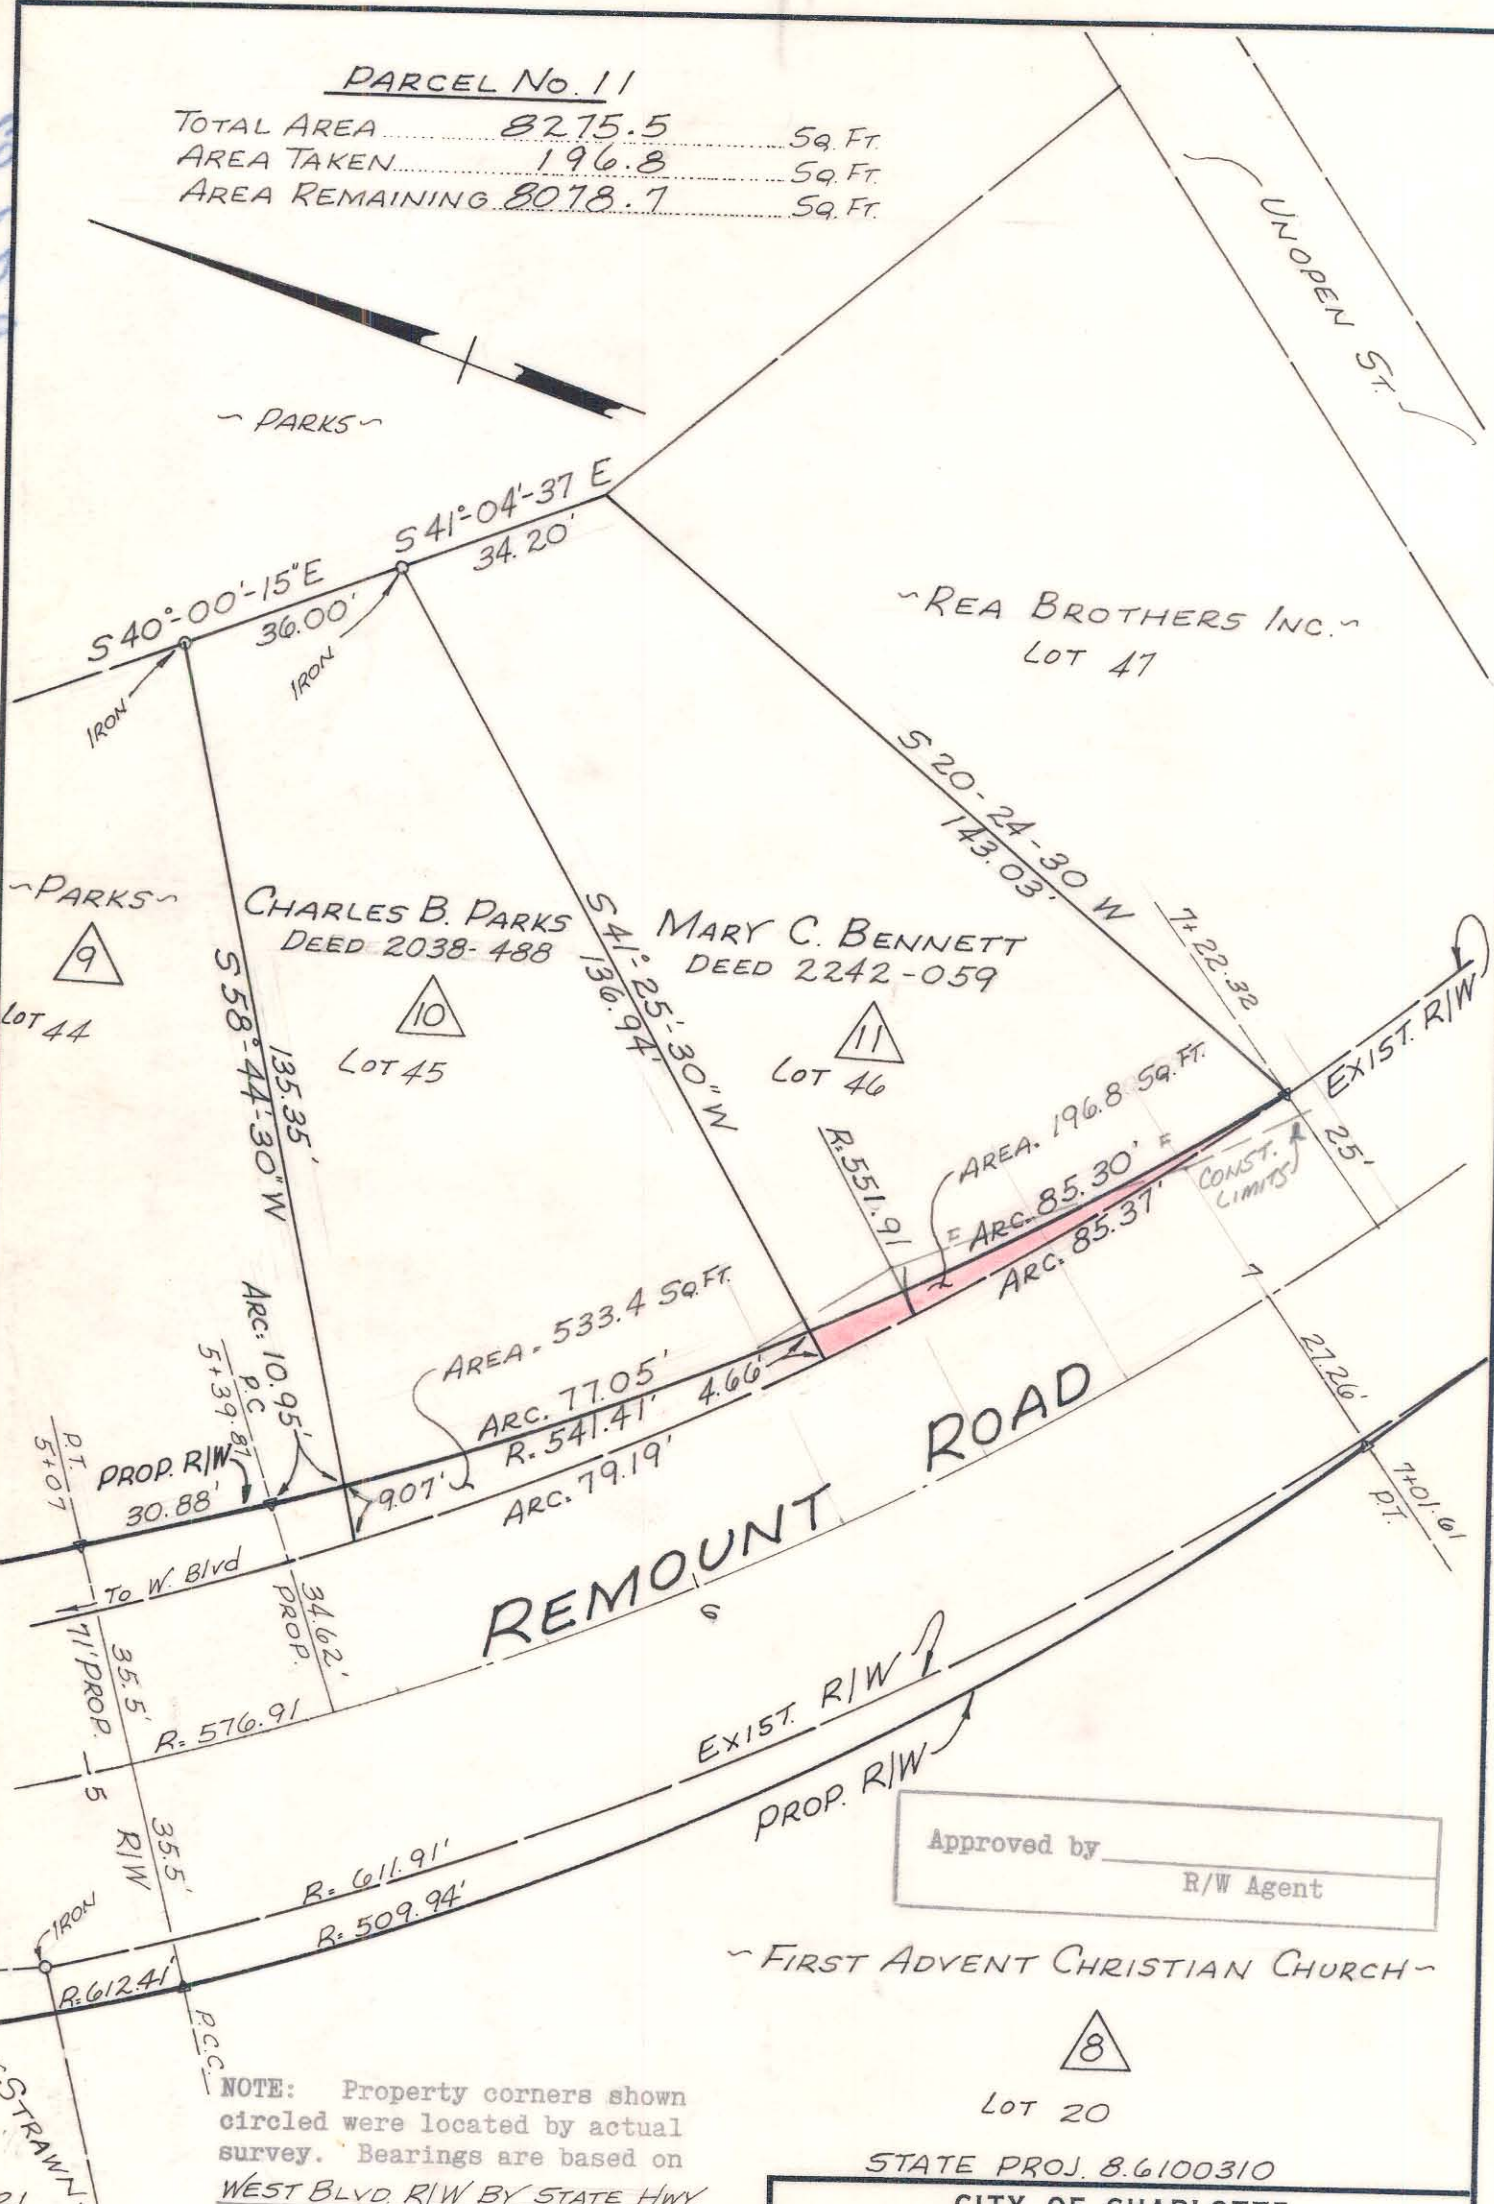 PARCEL No. 11
TOTAL AREA 8275.5 SQ. FT.
AREA TAKEN 196.8 SQ. FT.
AREA REMAINING 8078.7 SQ. FT.
UNOPEN ST.
~ PARKS ~
S 41°-04'-37 E
34.20'
S 40°-00'-15" E
36.00'
IRON
IRON
~ REA BROTHERS INC. ~
LOT 47
S 20-24-30 W
143.03'
~ PARKS ~
9
LOT 44
CHARLES B. PARKS
DEED 2038-488
10
LOT 45
MARY C. BENNETT
DEED 2242-059
11
LOT 46
S 58°-44'-30" W
135.35'
S 41°-25'-30" W
136.94'
7+22.32
EXIST. R/W
25'
CONST. LIMITS
AREA. 196.8 SQ. FT.
R. 551.91
F
F
ARC. 85.30'
ARC. 85.37'
7
27.26'
7+01.61
P.T.
AREA. 533.4 SQ. FT.
ARC. 77.05'
R. 541.41'
4.66'
ARC. 79.19'
9.07'
ARC: 10.95'
P.C.
5+39.87
P.T.
5+07
PROP. R/W
30.88'
TO W. Blvd
34.62'
PROP.
REMOUNT ROAD
6
71' PROP.
R/W
35.5'
35.5'
5
R= 576.91
EXIST. R/W
PROP. R/W
R= 611.91'
R= 509.94'
IRON
R=612.41'
P.C.C.
STRAWN
Approved by
R/W Agent
~ FIRST ADVENT CHRISTIAN CHURCH ~
8
LOT 20
NOTE: Property corners shown
circled were located by actual
survey. Bearings are based on
WEST BLVD. R/W BY STATE HWY
STATE PROJ. 8.6100310
CITY OF CHARLOTTE